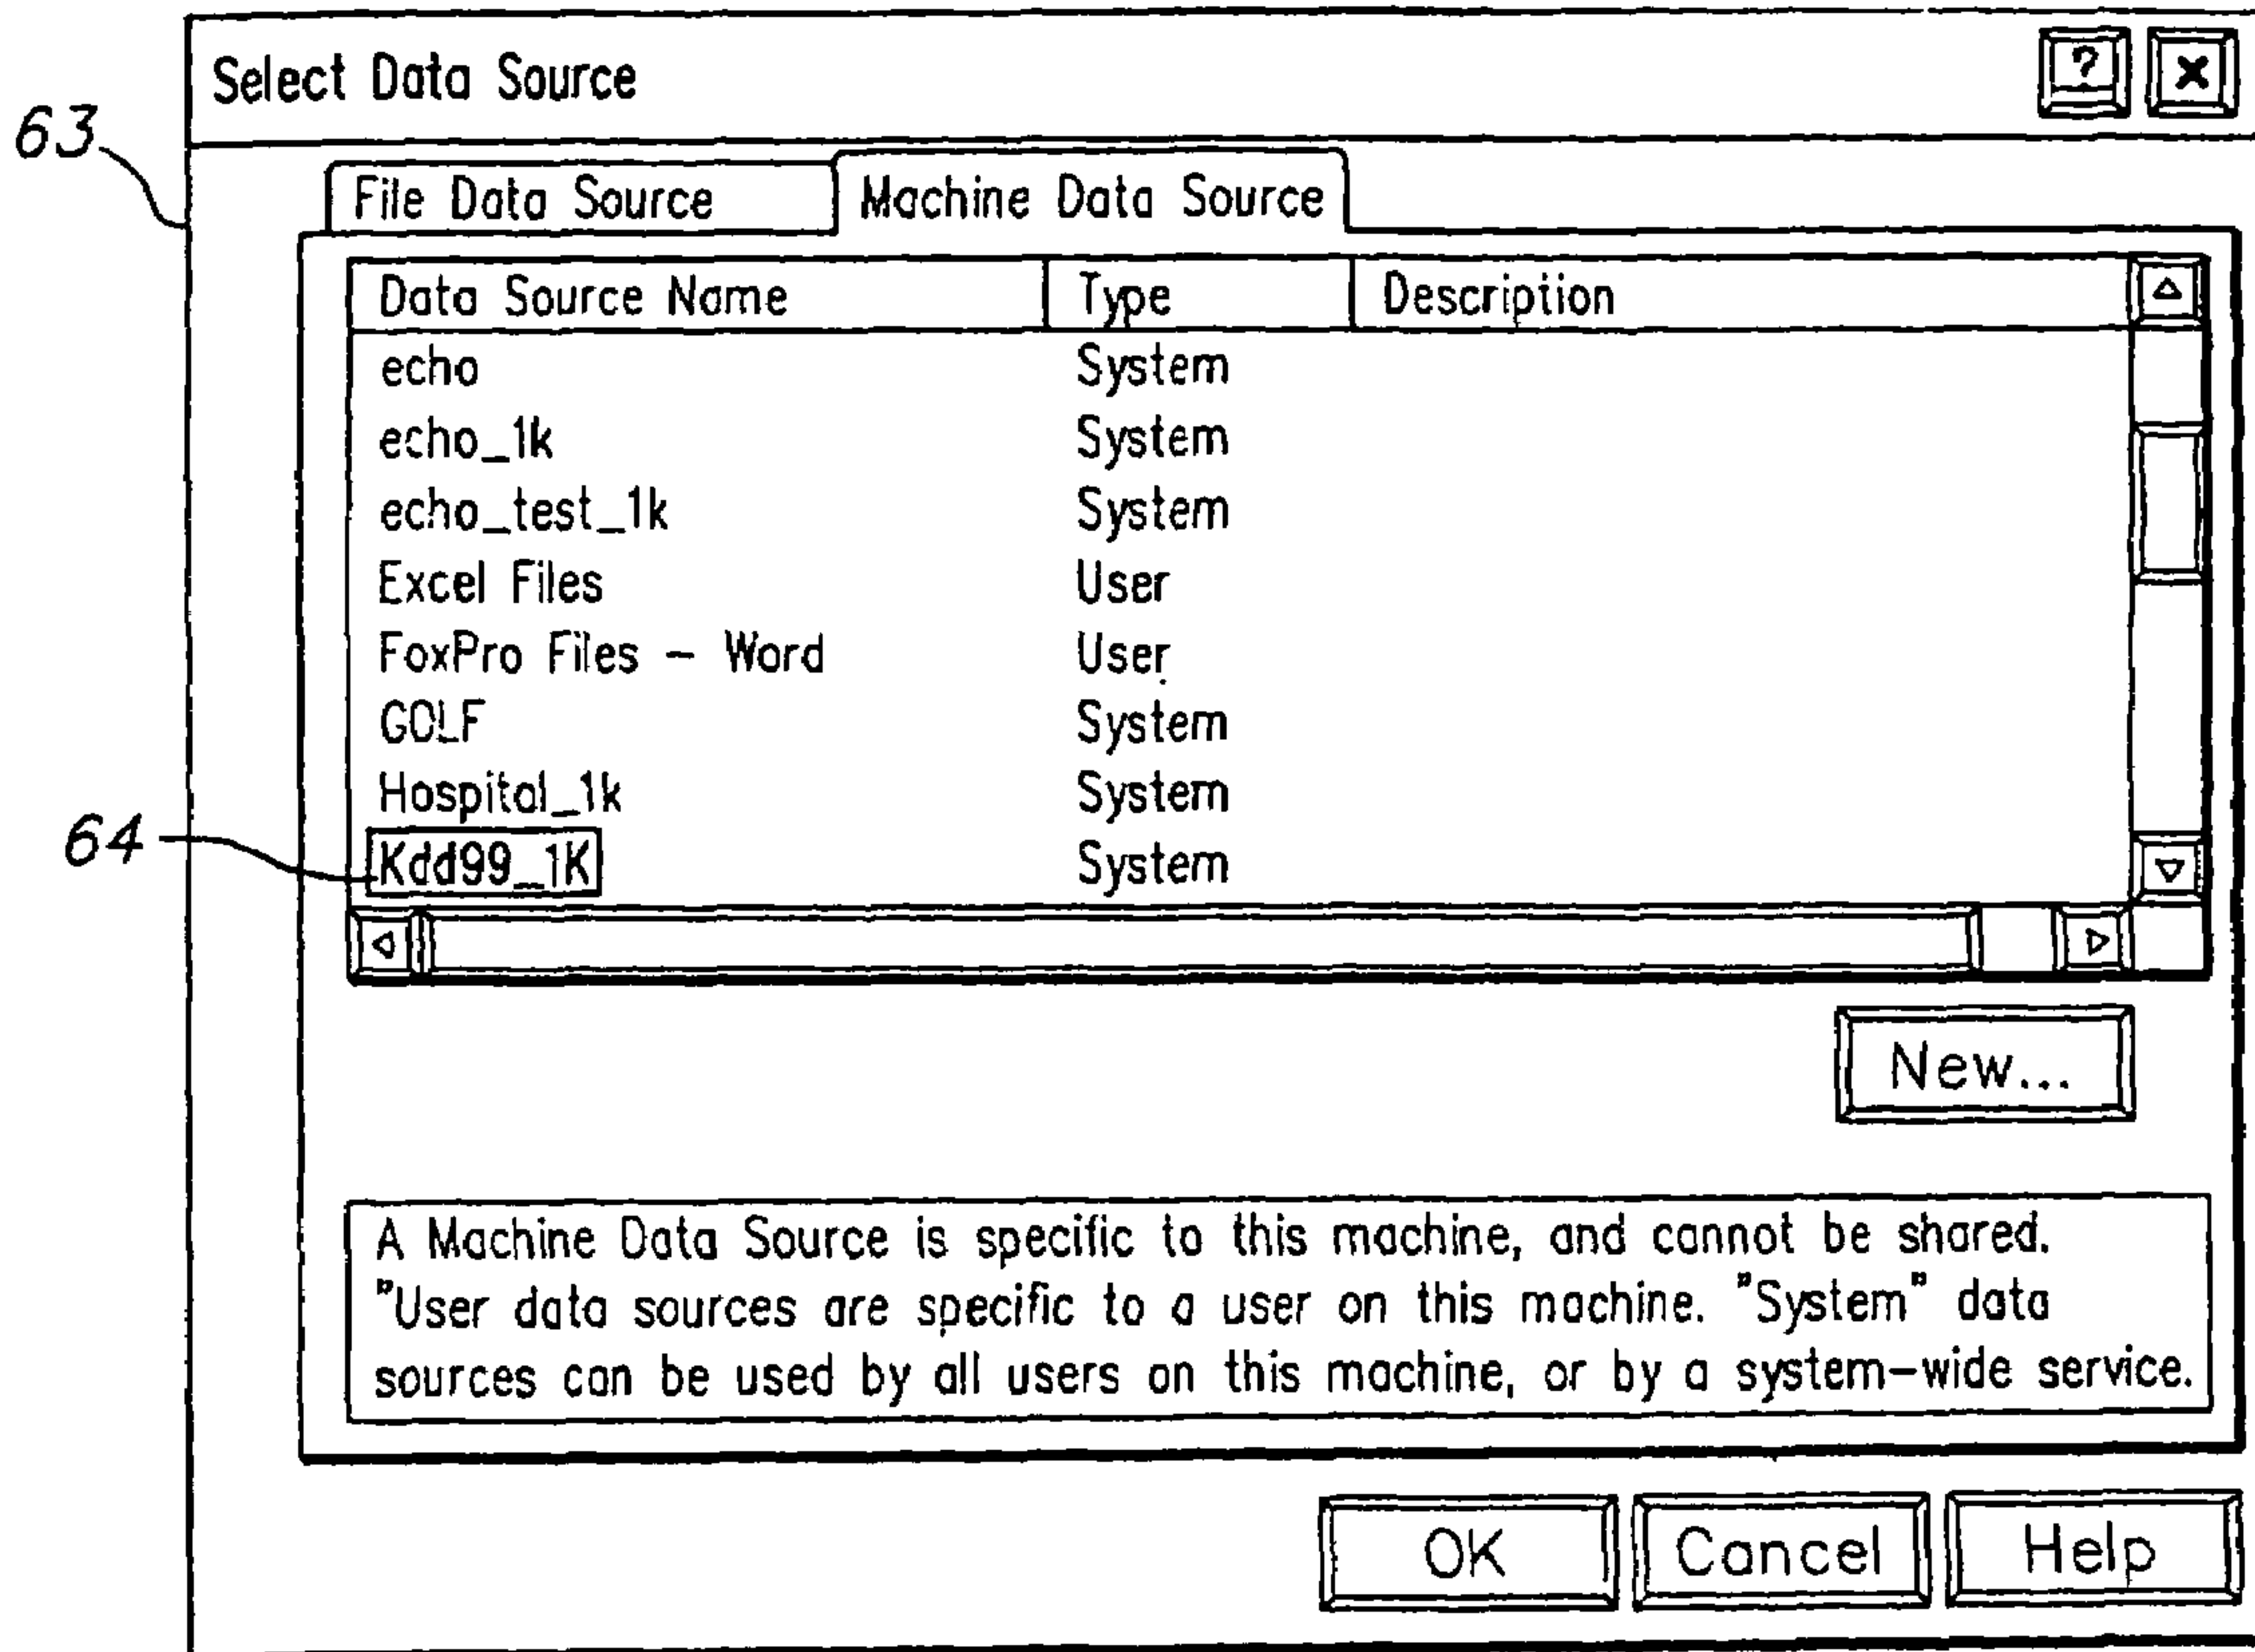 Select Data Source ? ×
63
File Data Source Machine Data Source
Data Source Name Type Description
echo System
echo_1k System
echo_test_1k System
Excel Files User
FoxPro Files - Word User
GOLF System
Hospital_1k System
64 Kdd99_1K System
New...
A Machine Data Source is specific to this machine, and cannot be shared.
"User data sources are specific to a user on this machine. "System" data
sources can be used by all users on this machine, or by a system-wide service.
OK Cancel Help